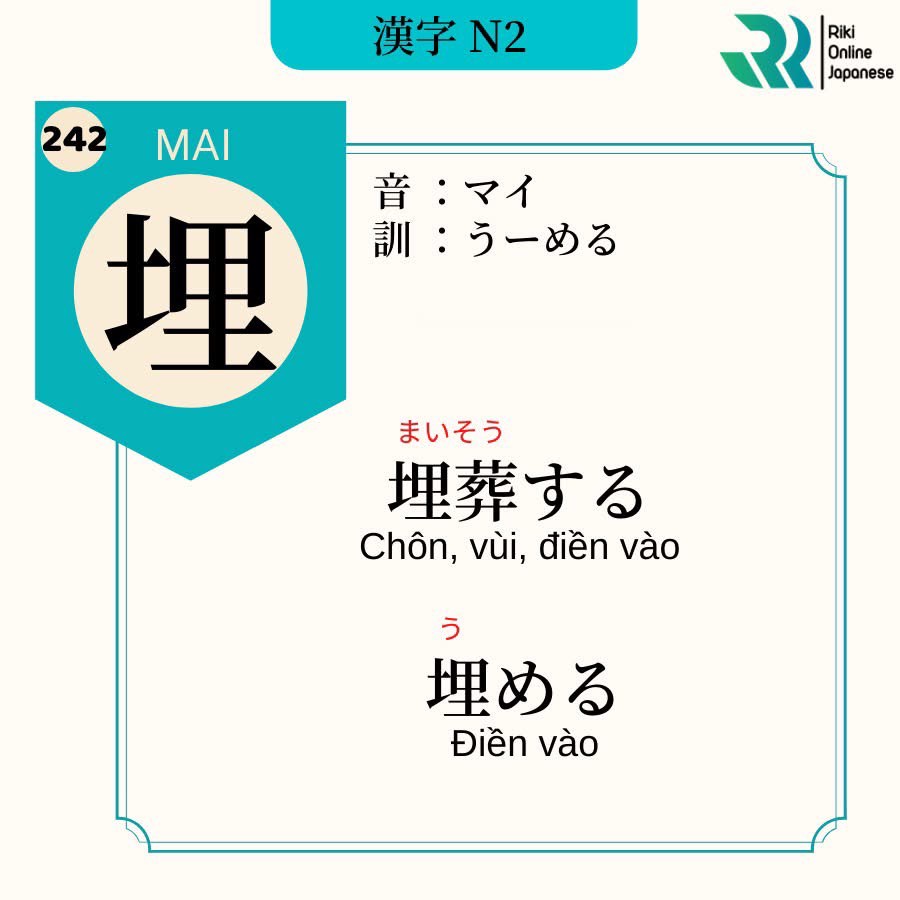 漢字 N2
Riki
Online
Japanese
242
MAI
埋
音 ：マイ
訓 ：うーめる
まいそう
埋葬する
Chôn, vùi, điền vào
う
埋める
Điền vào